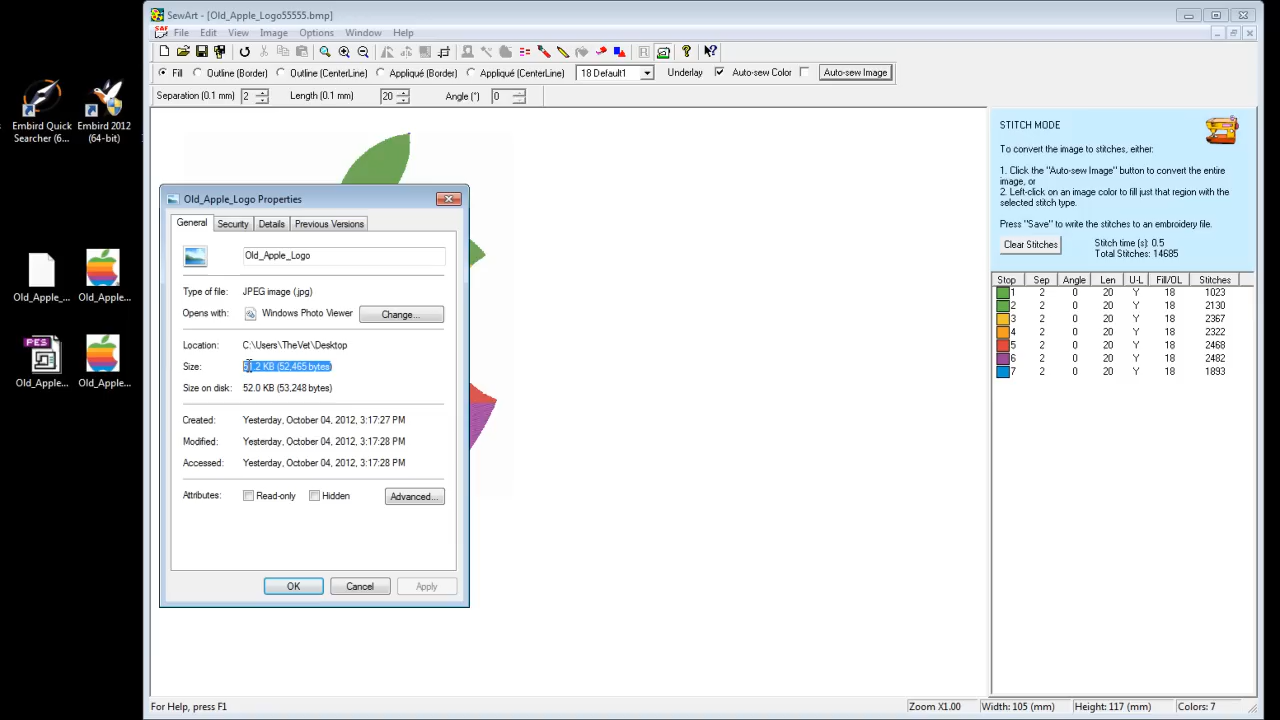 SewArt - [Old_Apple_Logo55555.bmp]
File Edit View Image Options Window Help
Fill Outline (Border) Outline (CenterLine) Appliqué (Border) Appliqué (CenterLine) 18 Default1 Underlay Auto-sew Color Auto-sew Image
Separation (0.1 mm) 2 Length (0.1 mm) 20 Angle (°) 0
Embird Quick
Searcher (6...
Embird 2012
(64-bit)
Old_Apple_...
Old_Apple...
PES
Old_Apple...
Old_Apple...
Old_Apple_Logo Properties
General Security Details Previous Versions
Old_Apple_Logo
Type of file: JPEG image (.jpg)
Opens with: Windows Photo Viewer Change...
Location: C:\Users\TheVet\Desktop
Size: 51.2 KB (52,465 bytes)
Size on disk: 52.0 KB (53,248 bytes)
Created: Yesterday, October 04, 2012, 3:17:27 PM
Modified: Yesterday, October 04, 2012, 3:17:28 PM
Accessed: Yesterday, October 04, 2012, 3:17:28 PM
Attributes: Read-only Hidden Advanced...
OK Cancel Apply
STITCH MODE
To convert the image to stitches, either:
1. Click the "Auto-sew Image" button to convert the entire
image, or
2. Left-click on an image color to fill just that region with the
selected stitch type.
Press "Save" to write the stitches to an embroidery file.
Clear Stitches
Stitch time (s): 0.5
Total Stitches: 14685
Stop Sep Angle Len U-L Fill/OL Stitches
1 2 0 20 Y 18 1023
2 2 0 20 Y 18 2130
3 2 0 20 Y 18 2367
4 2 0 20 Y 18 2322
5 2 0 20 Y 18 2468
6 2 0 20 Y 18 2482
7 2 0 20 Y 18 1893
For Help, press F1
Zoom X1.00 Width: 105 (mm) Height: 117 (mm) Colors: 7